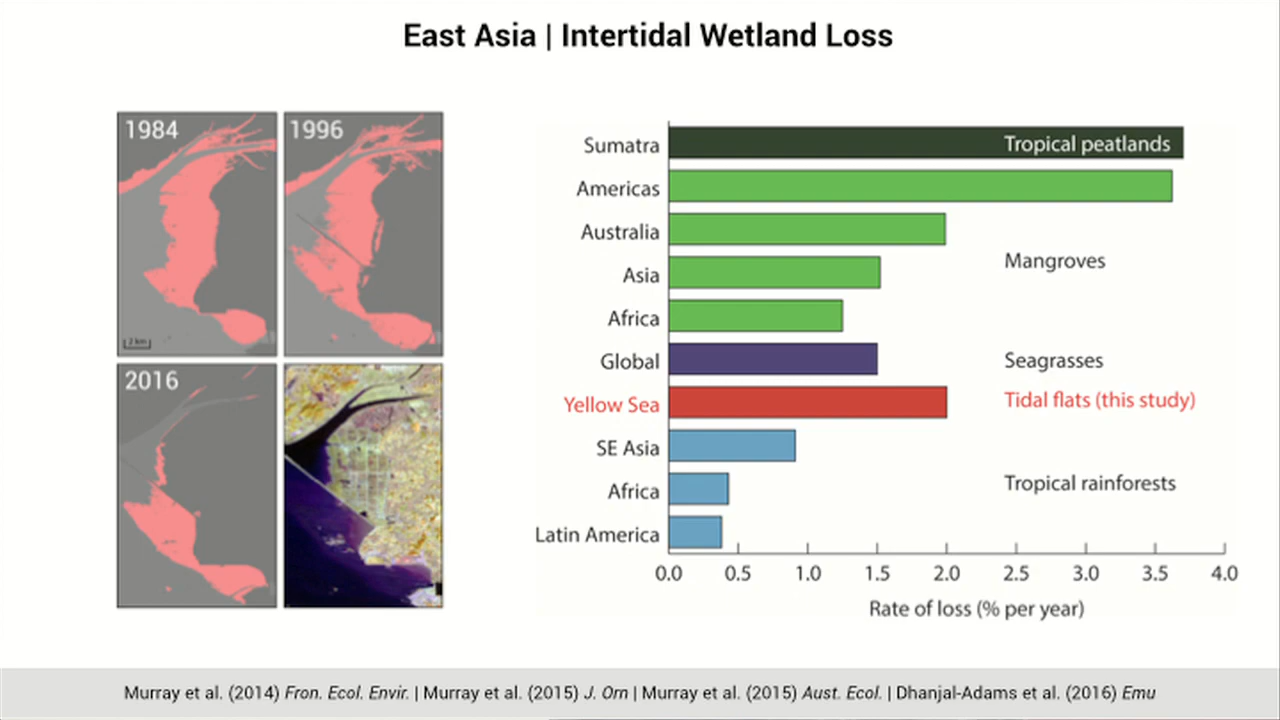 East Asia | Intertidal Wetland Loss
1984
1996
2 km
2016
Sumatra
Tropical peatlands
Americas
Australia
Mangroves
Asia
Africa
Global
Seagrasses
Yellow Sea
Tidal flats (this study)
SE Asia
Africa
Tropical rainforests
Latin America
0.0 0.5 1.0 1.5 2.0 2.5 3.0 3.5 4.0
Rate of loss (% per year)
Murray et al. (2014) Fron. Ecol. Envir. | Murray et al. (2015) J. Orn | Murray et al. (2015) Aust. Ecol. | Dhanjal-Adams et al. (2016) Emu